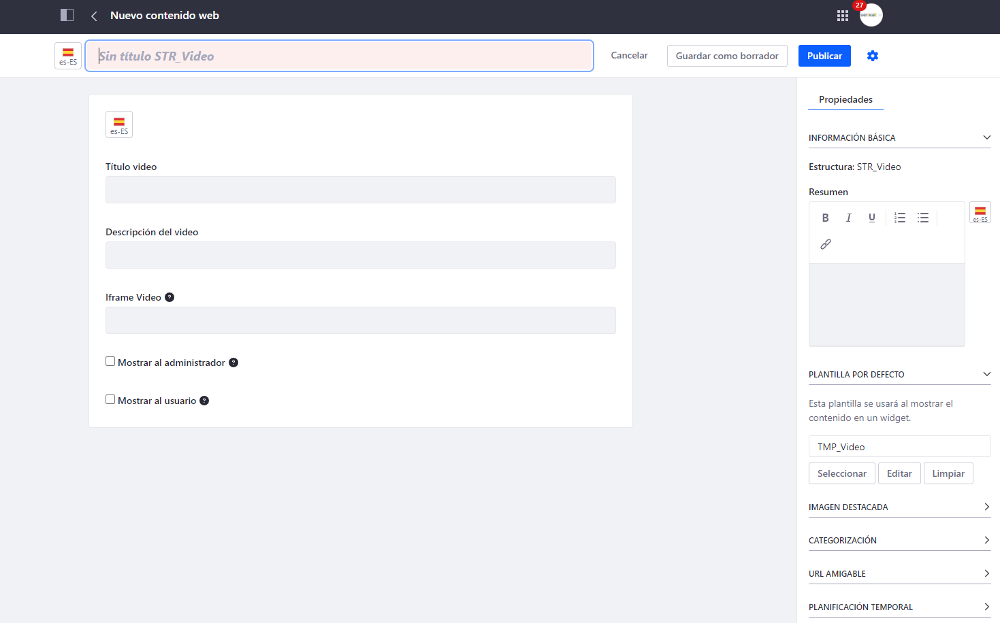 Nuevo contenido web
27
es-ES
Sin título STR_Video
Cancelar
Guardar como borrador
Publicar
es-ES
Título video
Descripción del video
Iframe Video ?
Mostrar al administrador ?
Mostrar al usuario ?
Propiedades
INFORMACIÓN BÁSICA
Estructura: STR_Video
Resumen
B I U
es-ES
PLANTILLA POR DEFECTO
Esta plantilla se usará al mostrar el
contenido en un widget.
TMP_Video
Seleccionar
Editar
Limpiar
IMAGEN DESTACADA
CATEGORIZACIÓN
URL AMIGABLE
PLANIFICACIÓN TEMPORAL